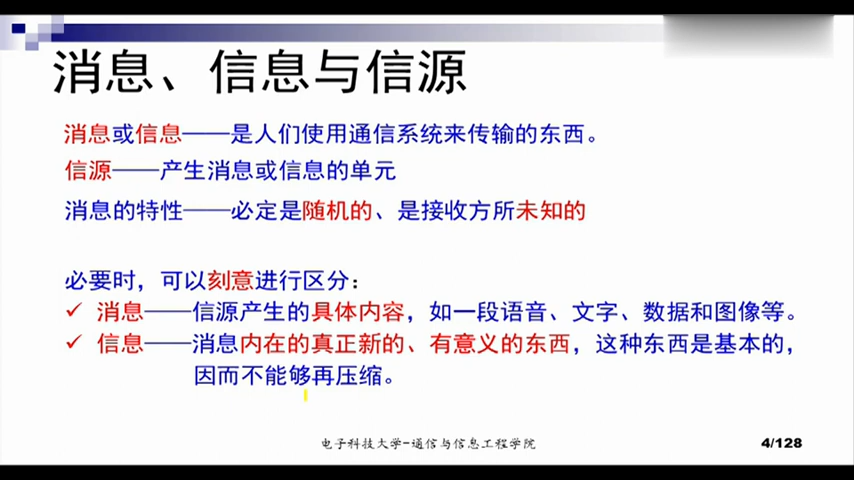 消息、信息与信源
消息或信息——是人们使用通信系统来传输的东西。
信源——产生消息或信息的单元
消息的特性——必定是随机的、是接收方所未知的
必要时，可以刻意进行区分：
✓ 消息——信源产生的具体内容，如一段语音、文字、数据和图像等。
✓ 信息——消息内在的真正新的、有意义的东西，这种东西是基本的，
因而不能够再压缩。
电子科技大学-通信与信息工程学院
4/128